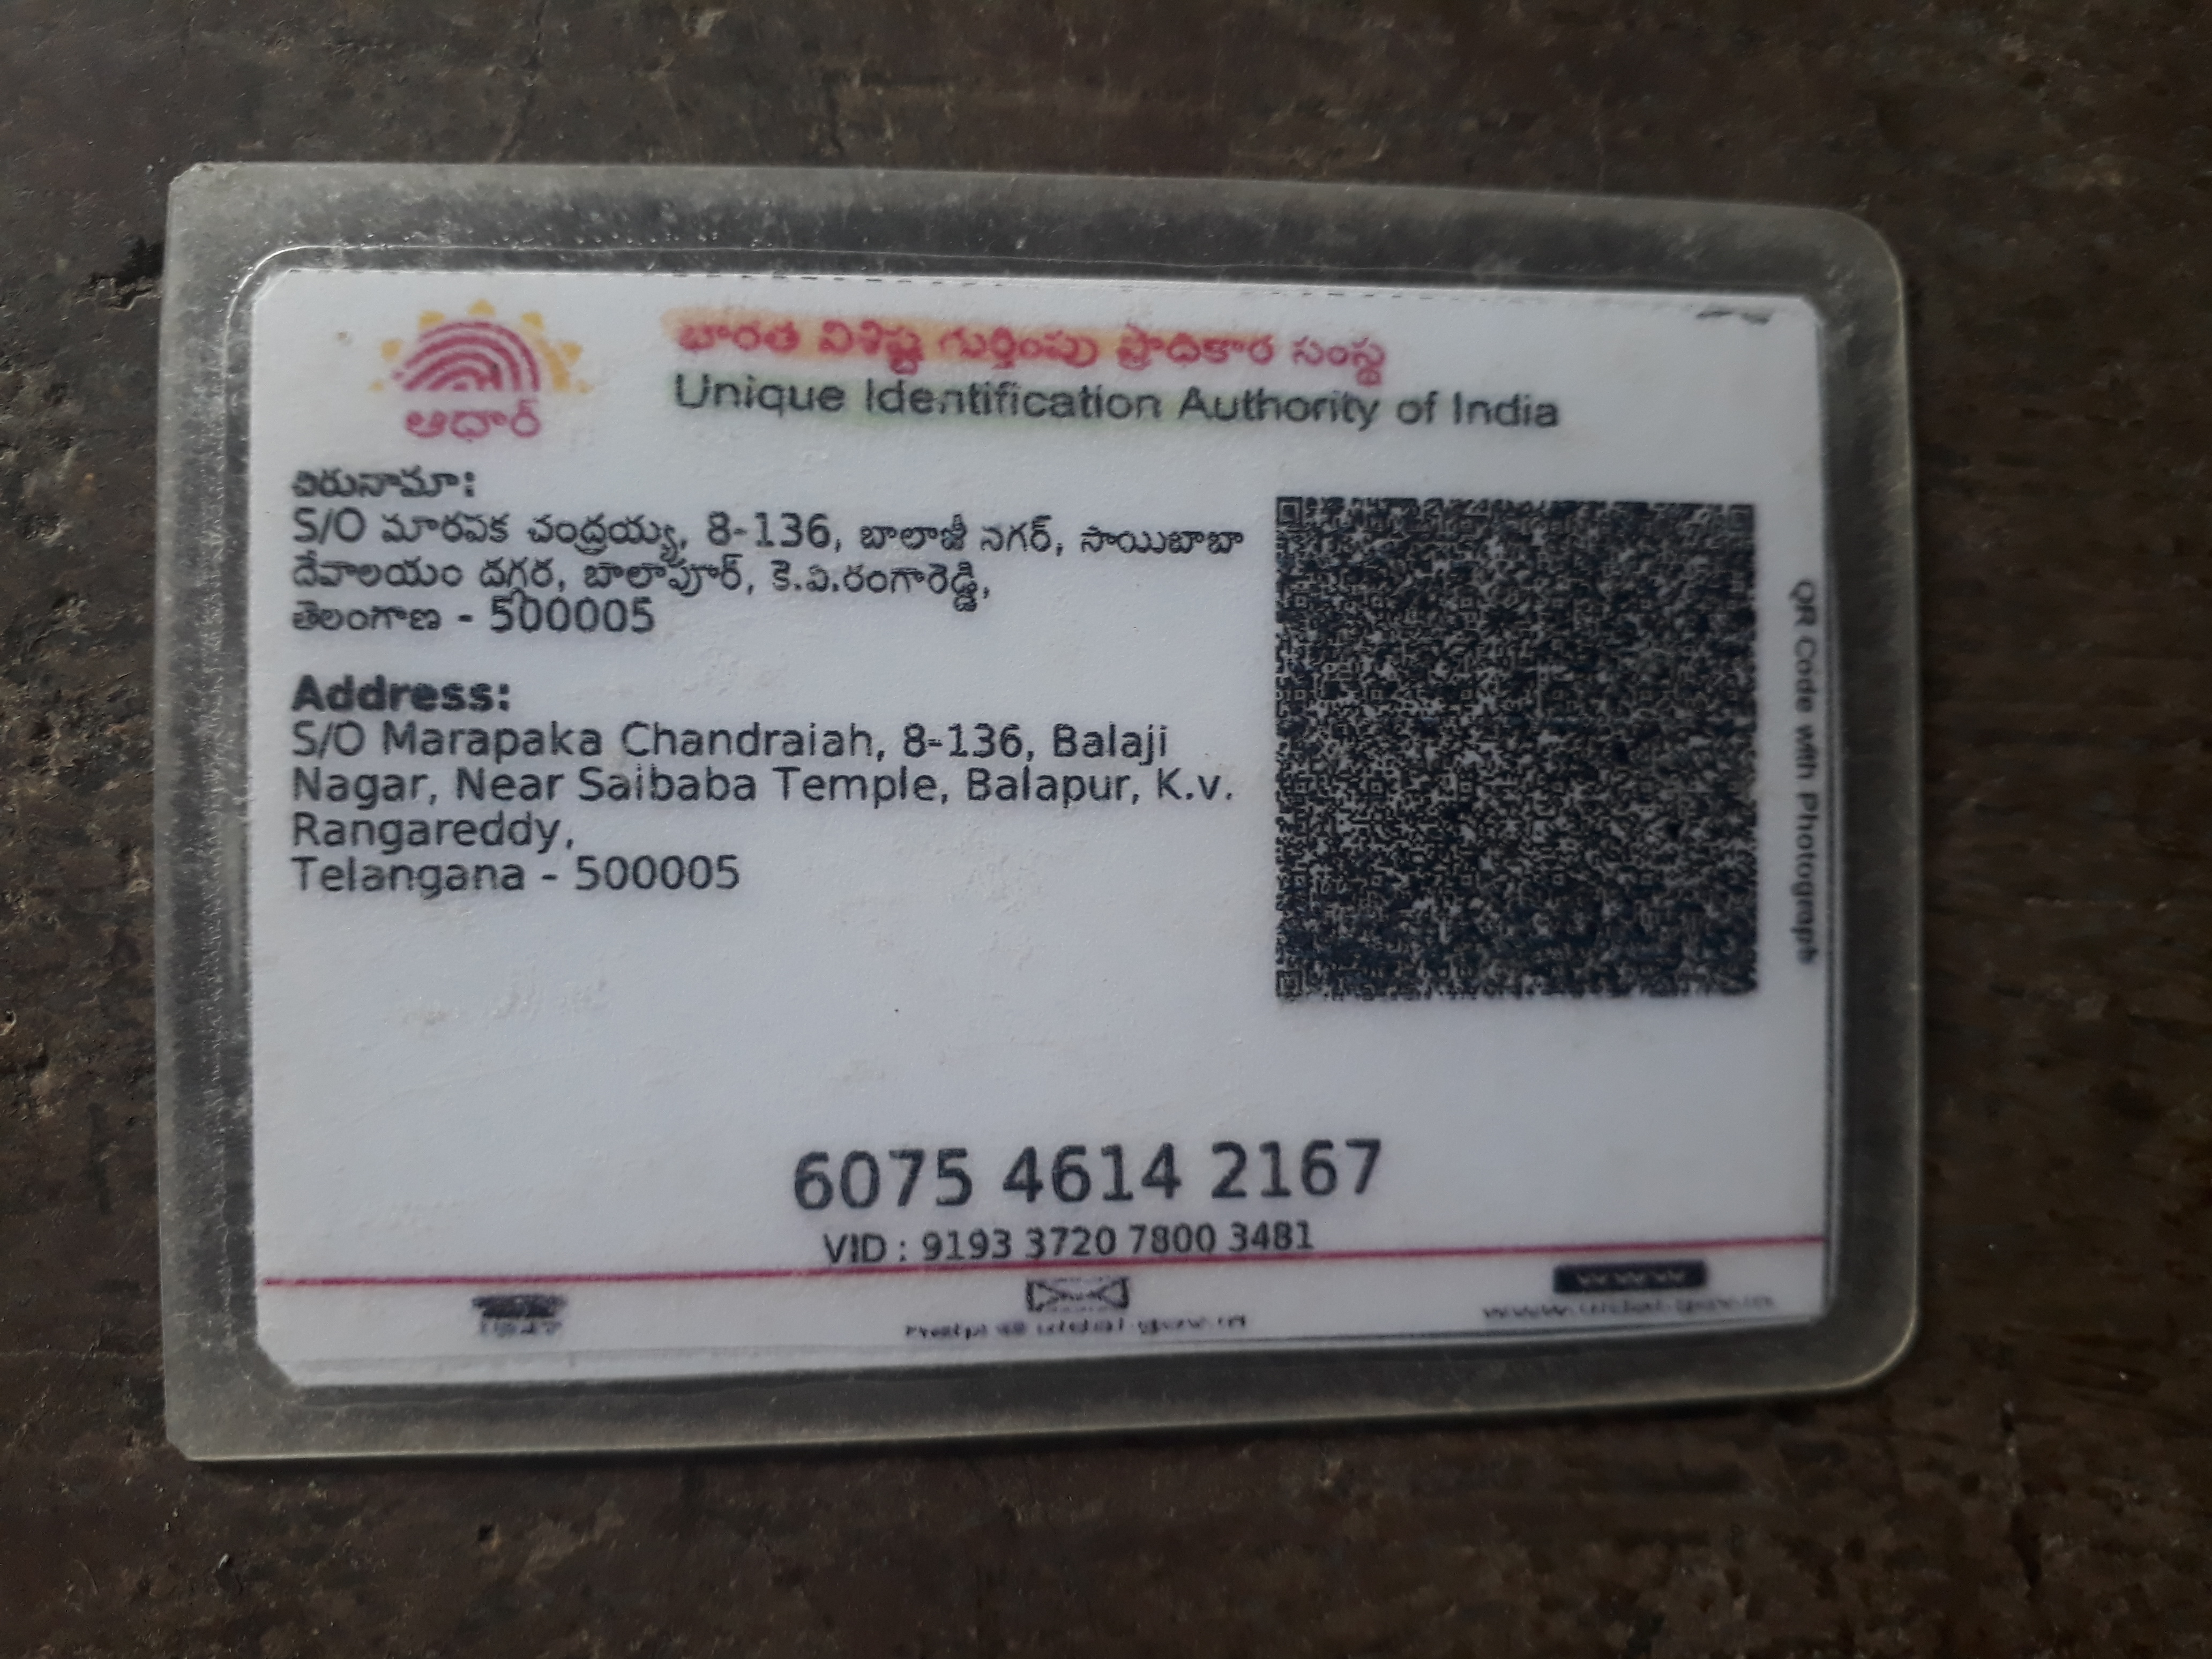 ఆధార్
భారత విశిష్ట గుర్తింపు ప్రాధికార సంస్థ
Unique Identification Authority of India
చిరునామా:
S/O మారపక చంద్రయ్య, 8-136, బాలాజీ నగర్, సాయిబాబా
దేవాలయం దగ్గర, బాలాపూర్, కె.వి.రంగారెడ్డి,
తెలంగాణ - 500005
Address:
S/O Marapaka Chandraiah, 8-136, Balaji
Nagar, Near Saibaba Temple, Balapur, K.v.
Rangareddy,
Telangana - 500005
QR Code with Photograph
6075 4614 2167
VID : 9193 3720 7800 3481